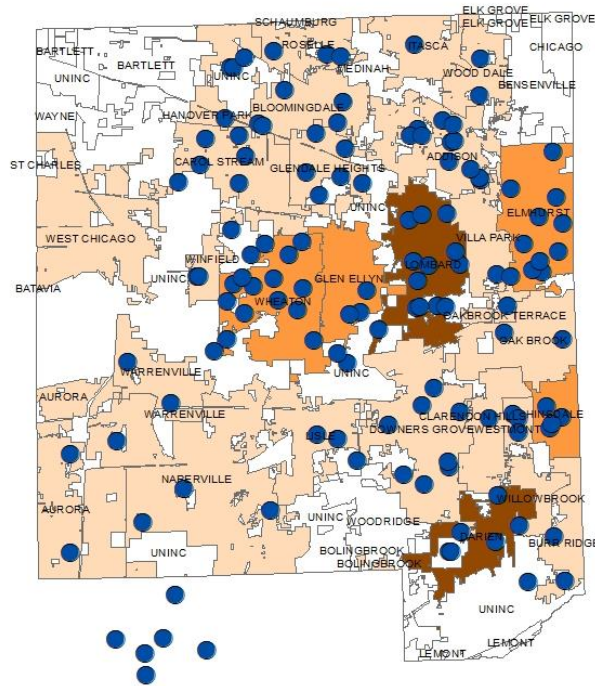 ELK GROVE
SCHAUMBURG
ELK GROVE
ELK GROVE
ROSELLE
ITASCA
CHICAGO
BARTLETT
BARTLETT
MEDINAH
WOOD DALE
UNINC
UNINC
BENSENVILLE
WAYNE
HANOVER PARK
BLOOMINGDALE
ST CHARLES
CAROL STREAM
ADDISON
GLENDALE HEIGHTS
UNINC
ELMHURST
WEST CHICAGO
VILLA PARK
WINFIELD
LOMBARD
UNINC
GLEN ELLYN
BATAVIA
WHEATON
OAKBROOK TERRACE
OAK BROOK
WARRENVILLE
UNINC
AURORA
WARRENVILLE
CLARENDON HILLS
HINSDALE
LISLE
DOWNERS GROVE
WESTMONT
NAPERVILLE
WILLOWBROOK
AURORA
UNINC
WOODRIDGE
DARIEN
BURR RIDGE
UNINC
BOLINGBROOK
BOLINGBROOK
UNINC
LEMONT
LEMONT